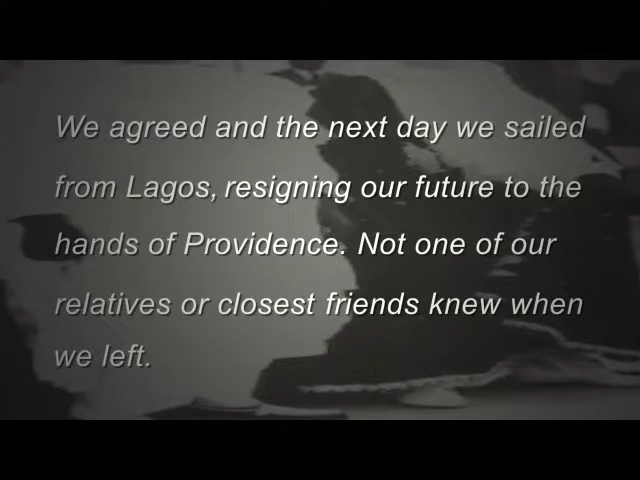 We agreed and the next day we sailed
from Lagos, resigning our future to the
hands of Providence. Not one of our
relatives or closest friends knew when
we left.